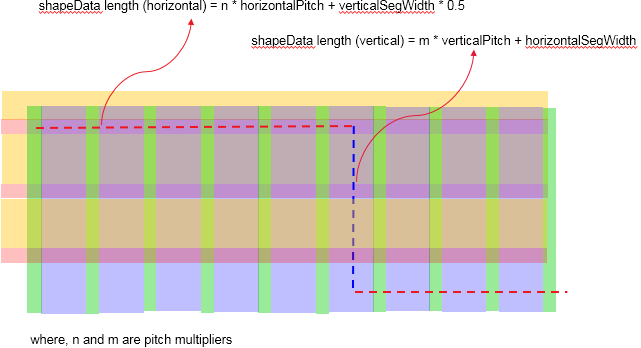 shapeData length (horizontal) = n * horizontalPitch + verticalSegWidth * 0.5
shapeData length (vertical) = m * verticalPitch + horizontalSegWidth
where, n and m are pitch multipliers